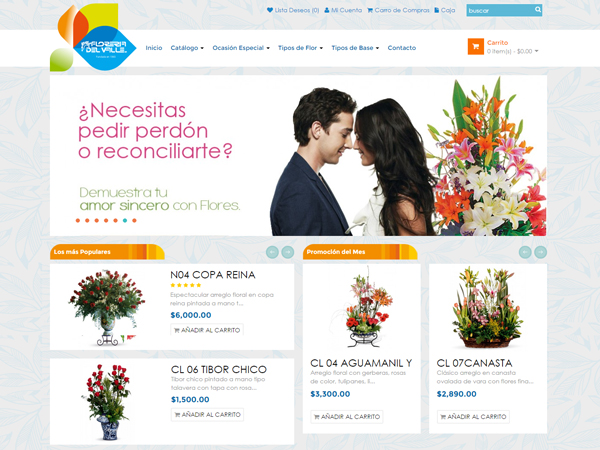 Lista Deseos (0) Mi Cuenta Carro de Compras Caja buscar
FLORERIA
DEL VALLE
Inicio Catálogo Ocasión Especial Tipos de Flor Tipos de Base Contacto
Carrito
0 item(s) - $0.00
¿Necesitas
pedir perdón
o reconciliarte?
Demuestra tu
amor sincero con Flores.
Los más Populares
N04 COPA REINA
Espectacular arreglo floral en copa
reina pintada a mano t...
$6,000.00
AÑADIR AL CARRITO
CL 06 TIBOR CHICO
Tibor chico pintado a mano tipo
talavera con tapa con rosa...
$1,500.00
AÑADIR AL CARRITO
Promoción del Mes
CL 04 AGUAMANIL Y
Arreglo floral con gerberas, rosas
de color, tulipanes, li...
$3,300.00
AÑADIR AL CARRITO
CL 07CANASTA
Clásico arreglo en canasta
ovalada de vara con flores fina...
$2,890.00
AÑADIR AL CARRITO